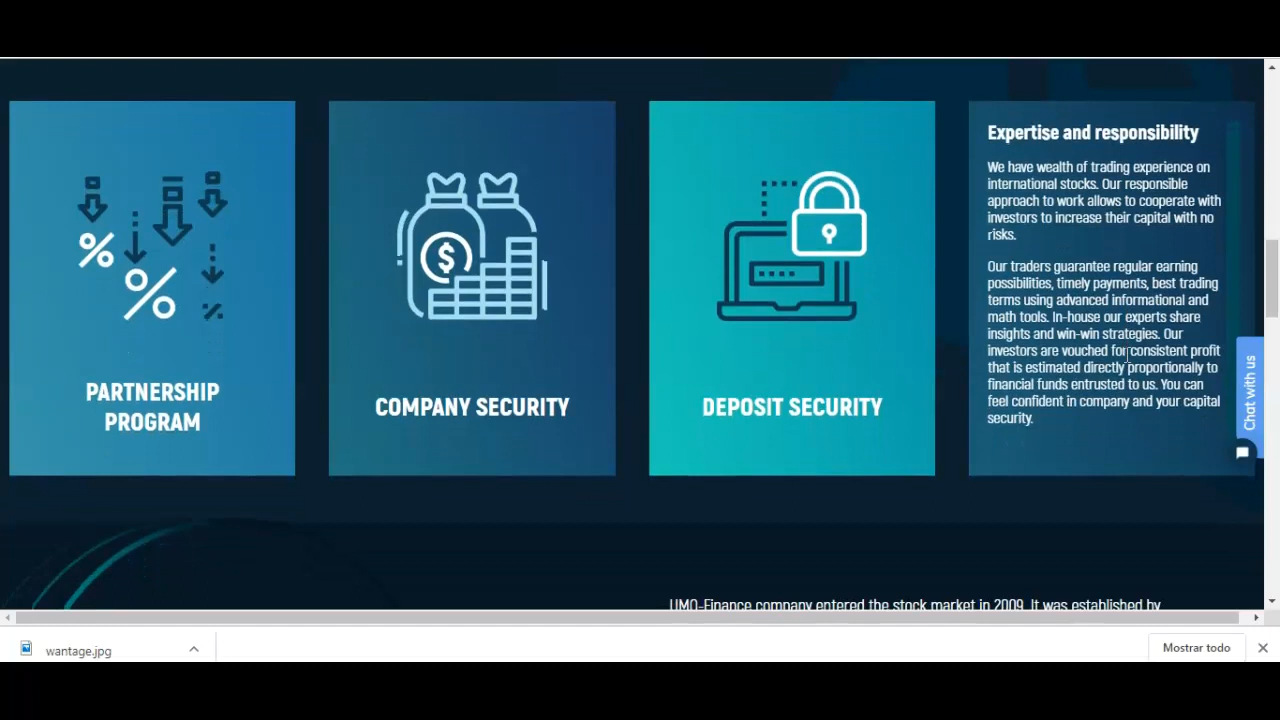 PARTNERSHIP
PROGRAM
COMPANY SECURITY
DEPOSIT SECURITY
Expertise and responsibility
We have wealth of trading experience on
international stocks. Our responsible
approach to work allows to cooperate with
investors to increase their capital with no
risks.
Our traders guarantee regular earning
possibilities, timely payments, best trading
terms using advanced informational and
math tools. In-house our experts share
insights and win-win strategies. Our
investors are vouched for consistent profit
that is estimated directly proportionally to
financial funds entrusted to us. You can
feel confident in company and your capital
security.
Chat with us
UMO-Finance company entered the stock market in 2009. It was established by
wantage.jpg
Mostrar todo